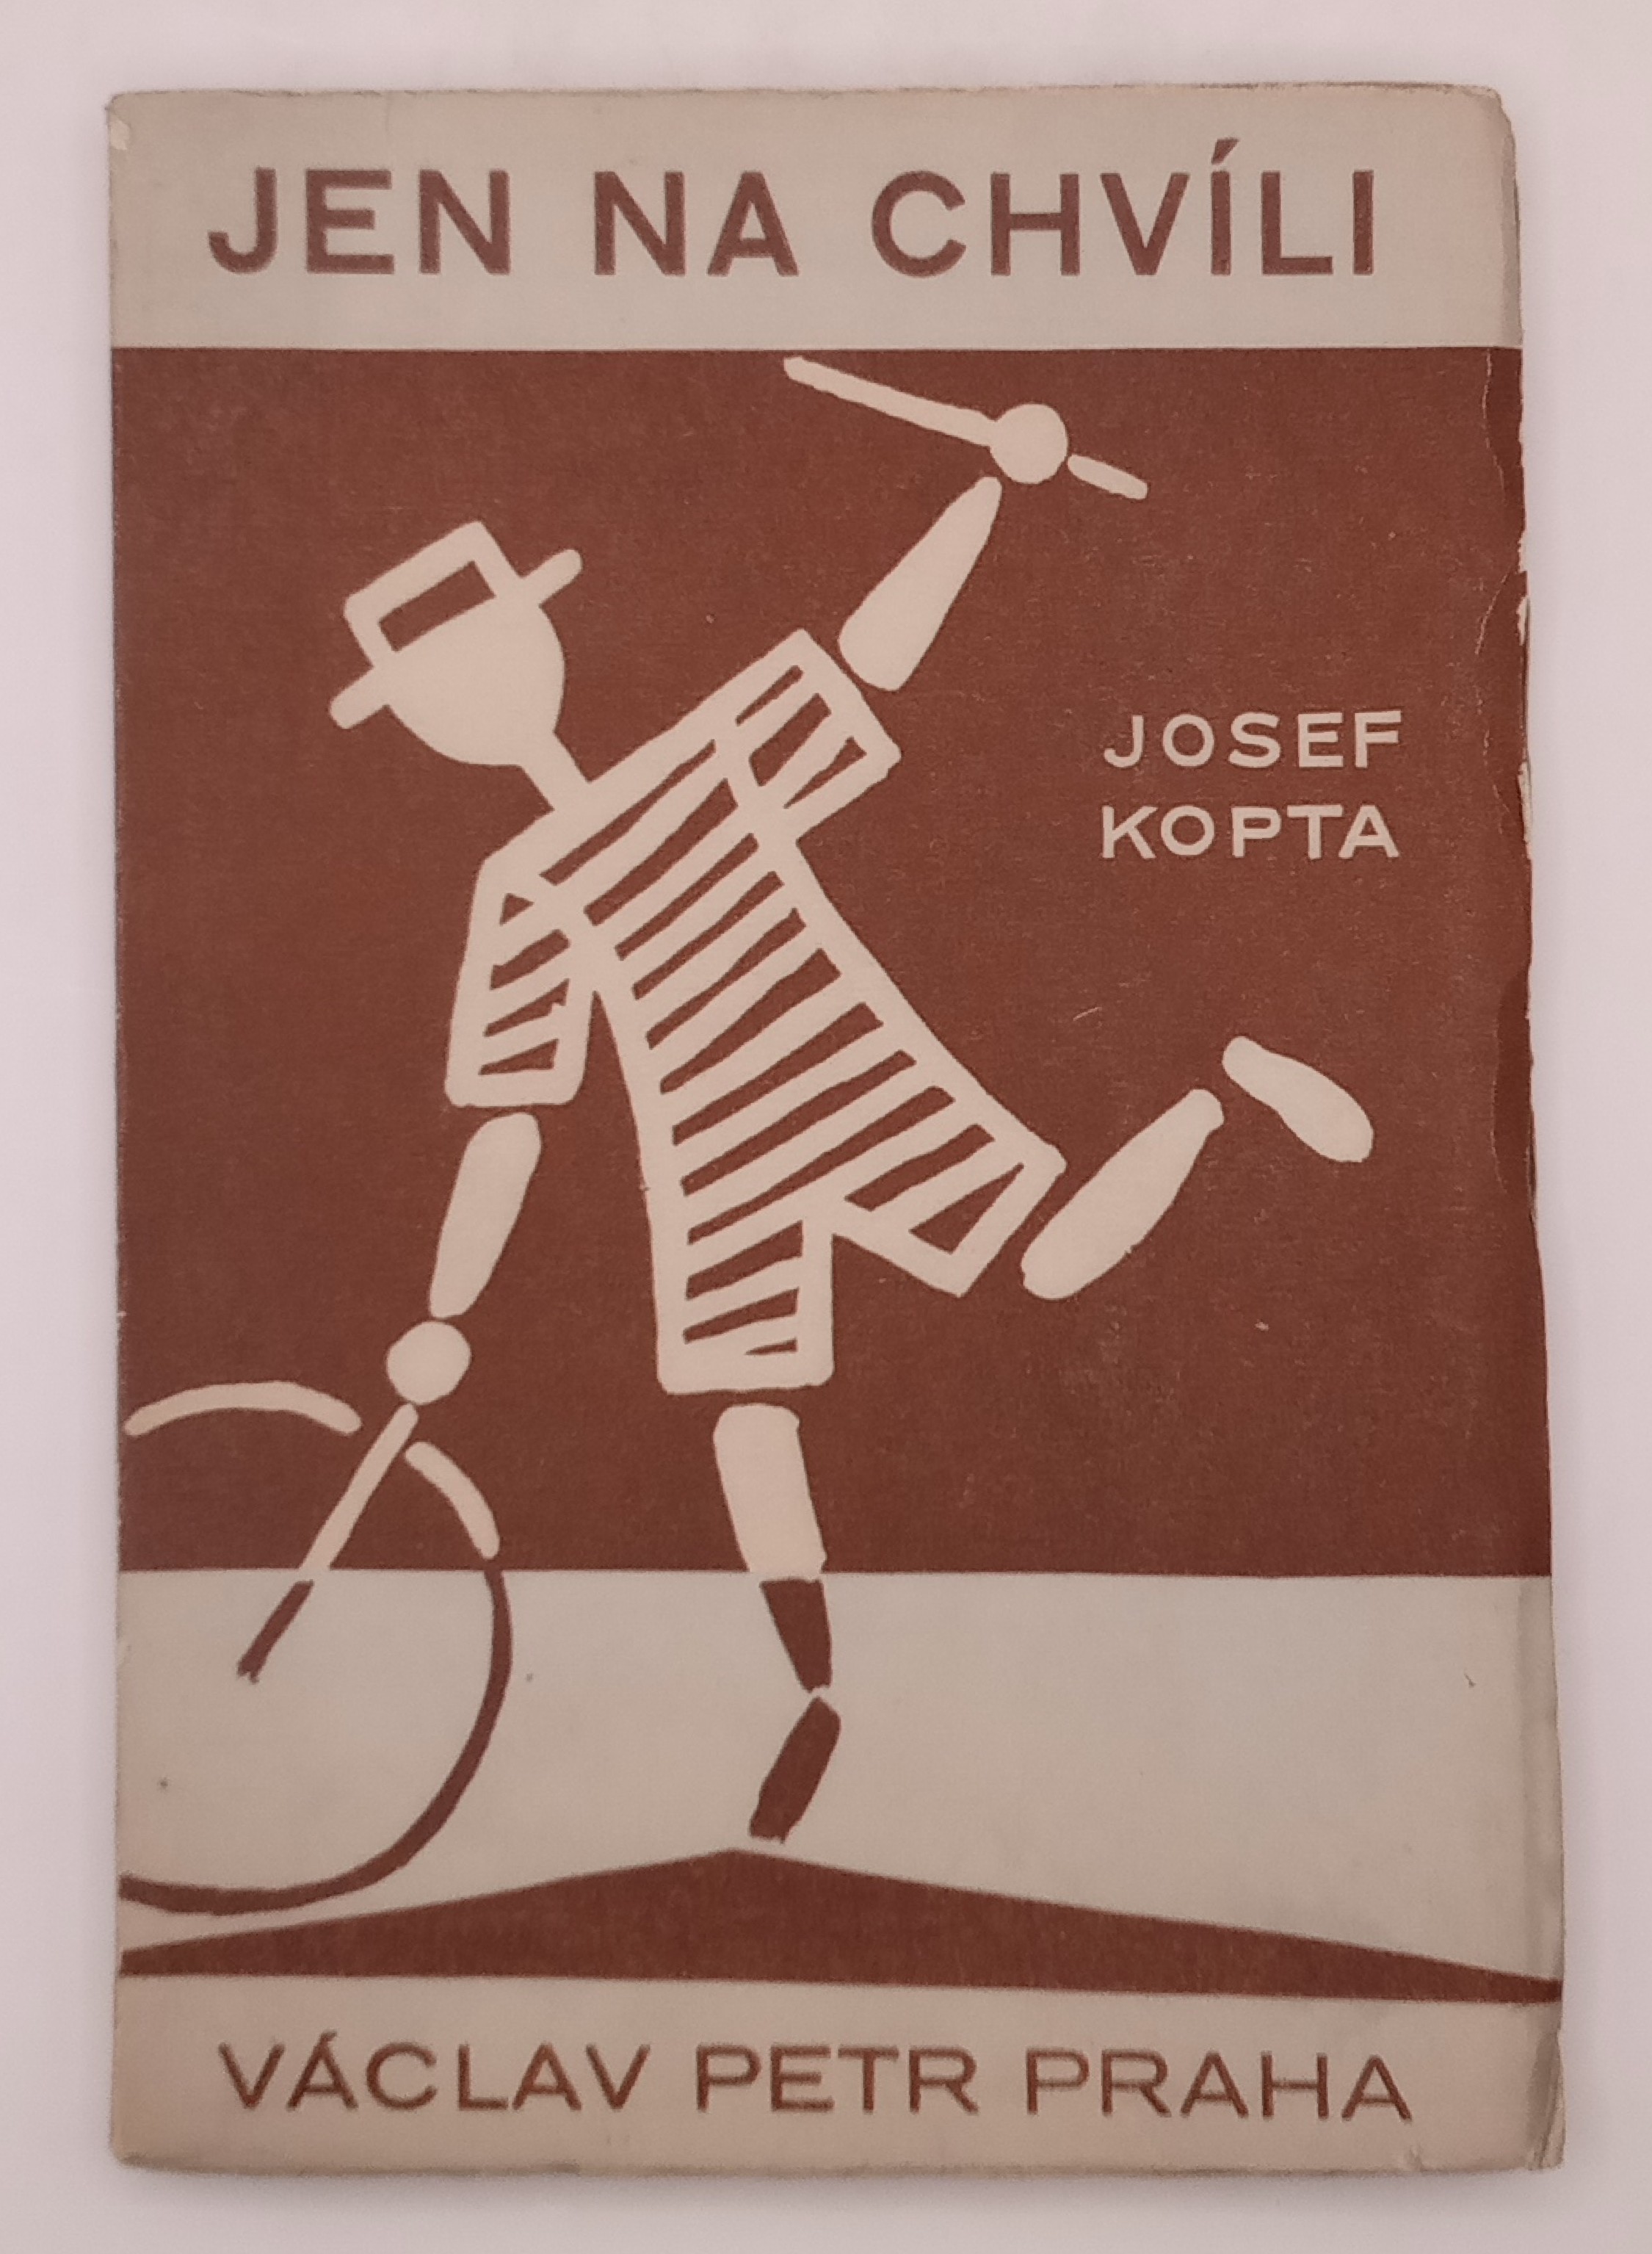 JEN NA CHVÍLI
JOSEF
KOPTA
VÁCLAV PETR PRAHA